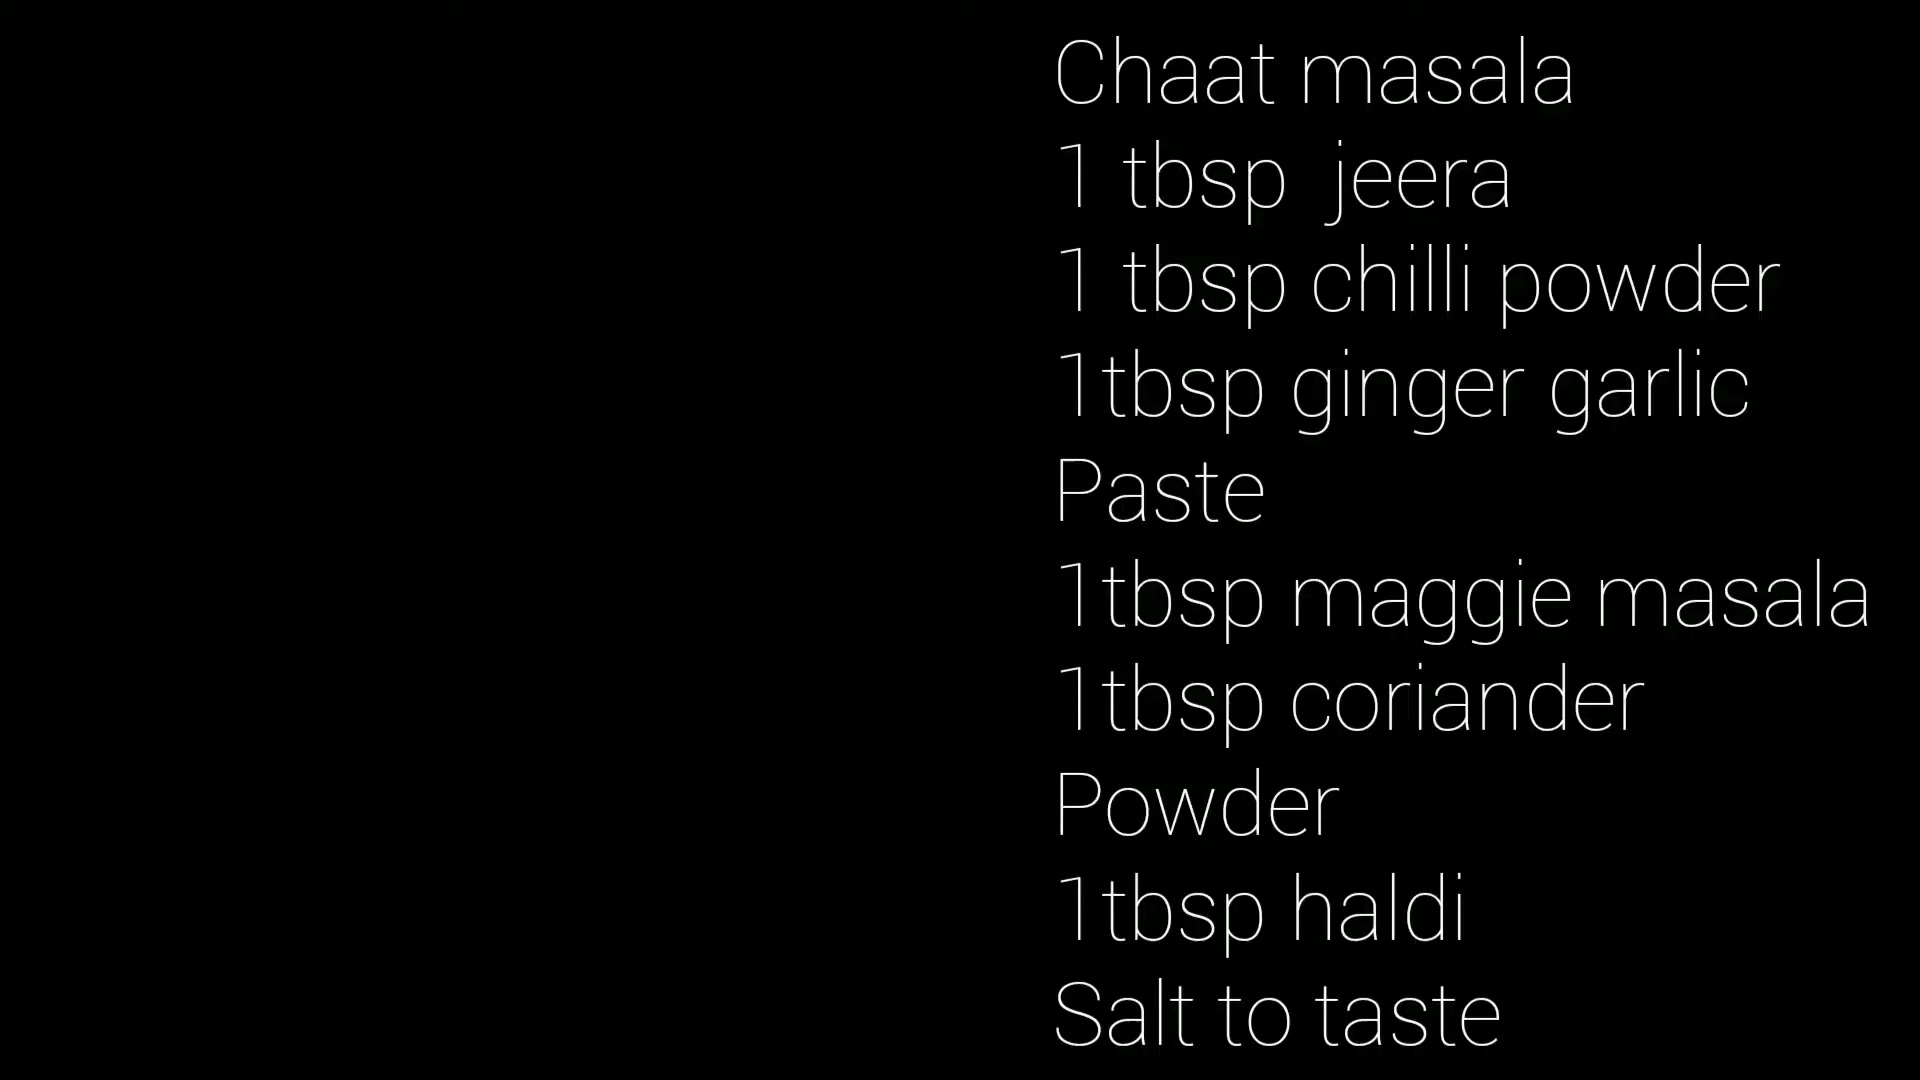 Chaat masala
1 tbsp  jeera
1 tbsp chilli powder
1tbsp ginger garlic
Paste
1tbsp maggie masala
1tbsp coriander
Powder
1tbsp haldi
Salt to taste